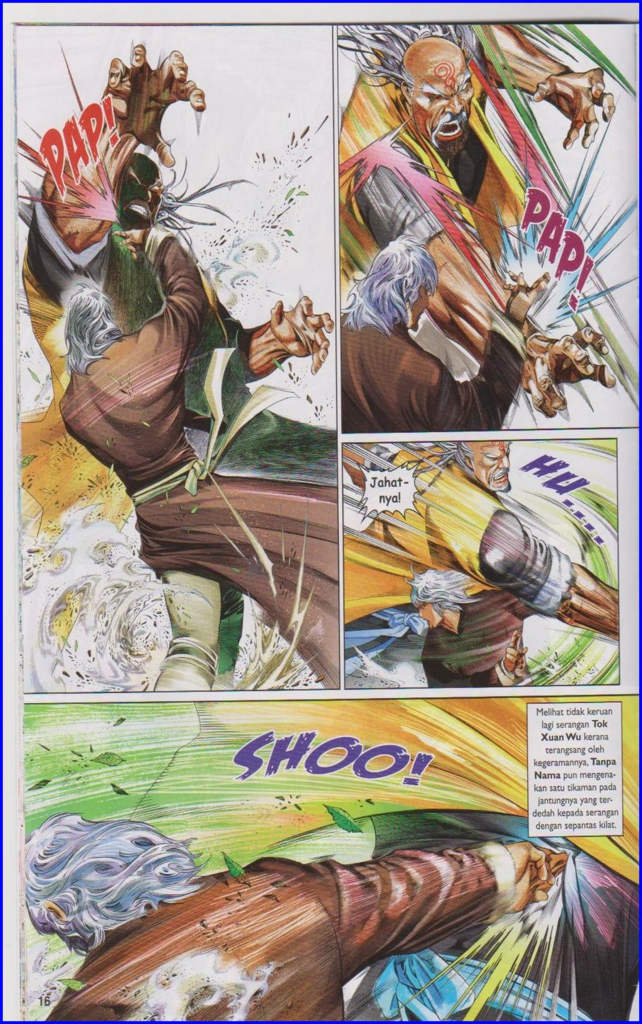 PAP!
PAP!
Jahat-
nya!
HU....
SHOO!
Melihat tidak keruan
lagi serangan Tok
Xuan Wu kerana
terangsang oleh
kegeramannya, Tanpa
Nama pun mengena-
kan satu tikaman pada
jantungnya yang ter-
dedah kepada serangan
dengan sepantas kilat.
16